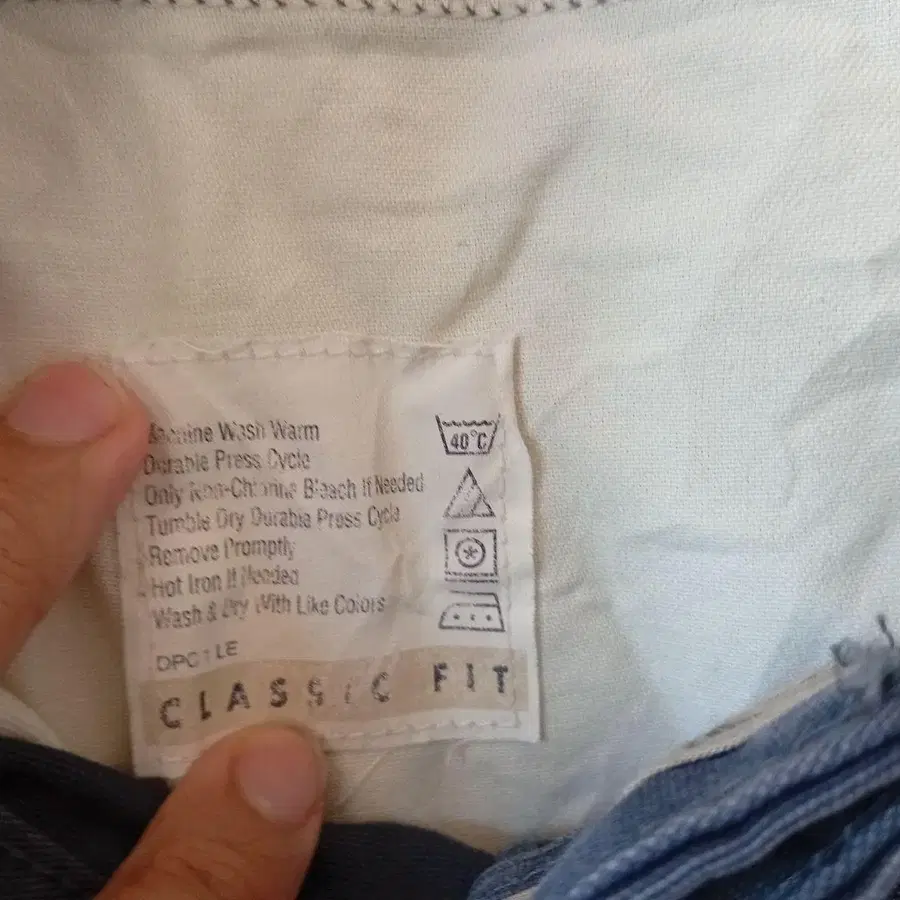 Machine Wash Warm
Durable Press Cycle
Only Non-Chlorine Bleach If Needed
Tumble Dry Durable Press Cycle
Remove Promptly
Hot Iron If Needed
Wash & Dry With Like Colors
40°C
LE
CLASSIC FIT